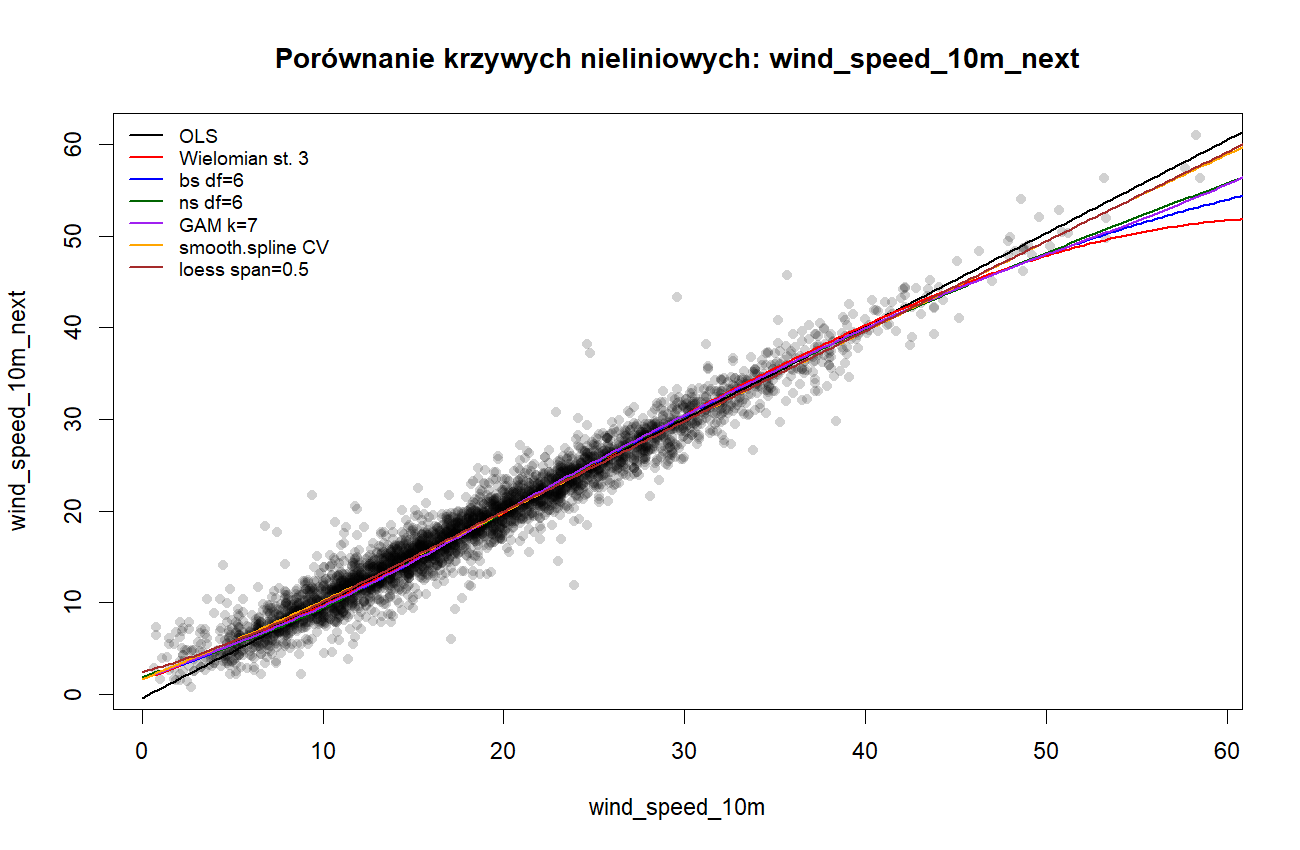 Porównanie krzywych nieliniowych: wind_speed_10m_next
OLS
Wielomian st. 3
bs df=6
ns df=6
GAM k=7
smooth.spline CV
loess span=0.5
wind_speed_10m_next
60
50
40
30
20
10
0
0 10 20 30 40 50 60
wind_speed_10m